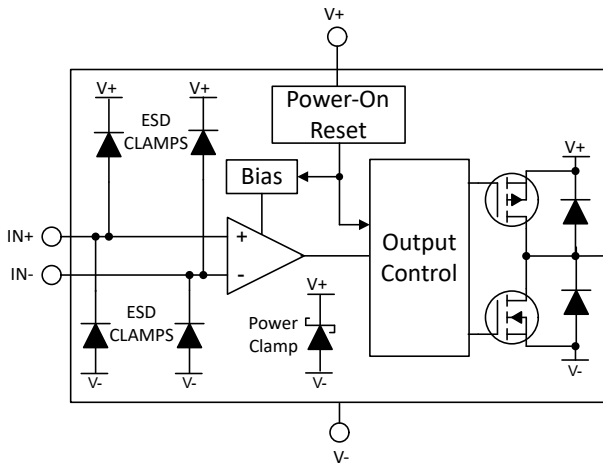 V+
V+
ESD
CLAMPS
V+
Power-On
Reset
V+
Bias
IN+
+
Output
Control
IN-
-
V+
ESD
CLAMPS
Power
Clamp
V-
V-
V-
V-
V-